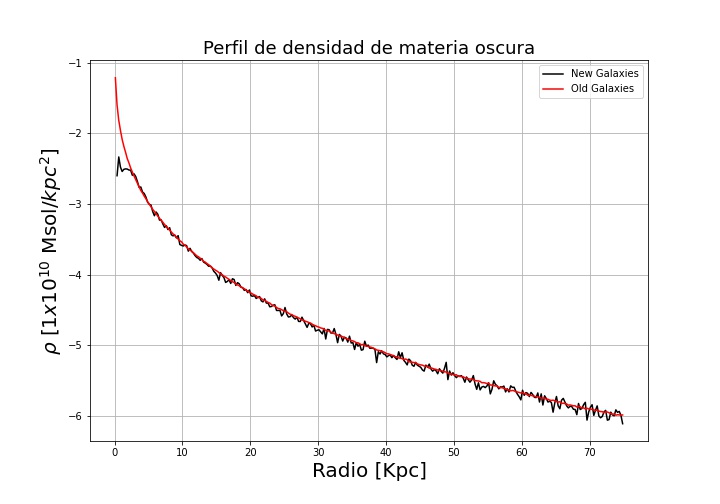 Perfil de densidad de materia oscura
New Galaxies
Old Galaxies
ρ [1x10¹⁰ Msol/kpc²]
−1
−2
−3
−4
−5
−6
0 10 20 30 40 50 60 70
Radio [Kpc]